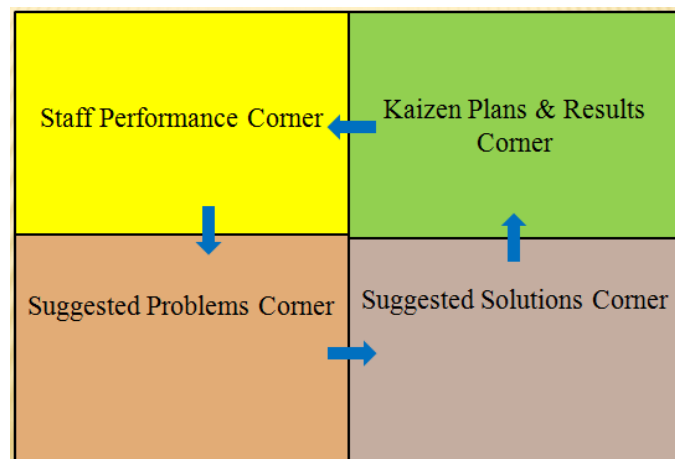 Staff Performance Corner
Kaizen Plans & Results
Corner
Suggested Problems Corner
Suggested Solutions Corner